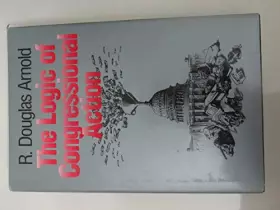 R. Douglas Arnold
The Logic of
Congressional
Action